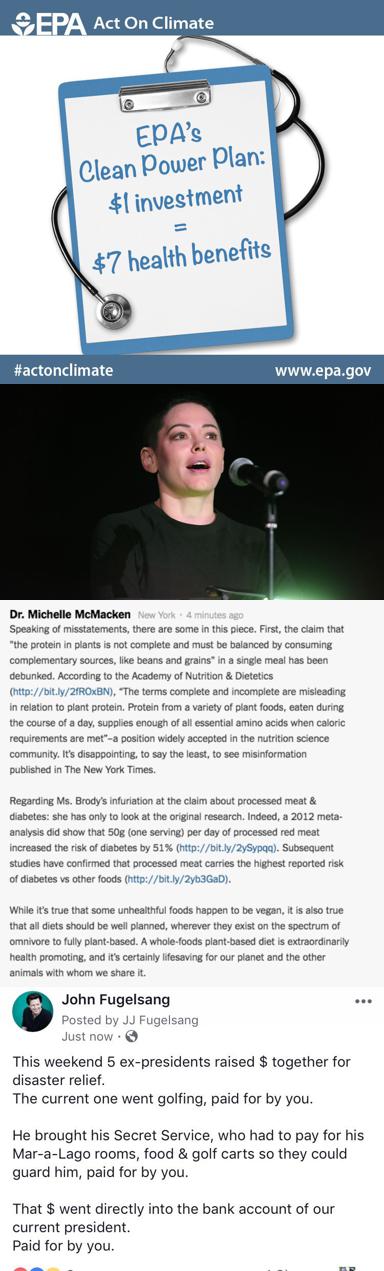 EPA Act On Climate
EPA's
Clean Power Plan:
$1 investment
=
$7 health benefits
#actonclimate www.epa.gov
Dr. Michelle McMacken New York · 4 minutes ago
Speaking of misstatements, there are some in this piece. First, the claim that
"the protein in plants is not complete and must be balanced by consuming
complementary sources, like beans and grains" in a single meal has been
debunked. According to the Academy of Nutrition & Dietetics
(http://bit.ly/2fROxBN), "The terms complete and incomplete are misleading
in relation to plant protein. Protein from a variety of plant foods, eaten during
the course of a day, supplies enough of all essential amino acids when caloric
requirements are met"–a position widely accepted in the nutrition science
community. It's disappointing, to say the least, to see misinformation
published in The New York Times.
Regarding Ms. Brody's infuriation at the claim about processed meat &
diabetes: she has only to look at the original research. Indeed, a 2012 meta-
analysis did show that 50g (one serving) per day of processed red meat
increased the risk of diabetes by 51% (http://bit.ly/2ySypqq). Subsequent
studies have confirmed that processed meat carries the highest reported risk
of diabetes vs other foods (http://bit.ly/2yb3GaD).
While it's true that some unhealthy foods happen to be vegan, it is also true
that all diets should be well planned, wherever they exist on the spectrum of
omnivore to fully plant-based. A whole-foods plant-based diet is extraordinarily
health promoting, and it's certainly lifesaving for our planet and the other
animals with whom we share it.
John Fugelsang
Posted by JJ Fugelsang
Just now ·
This weekend 5 ex-presidents raised $ together for
disaster relief.
The current one went golfing, paid for by you.
He brought his Secret Service, who had to pay for his
Mar-a-Lago rooms, food & golf carts so they could
guard him, paid for by you.
That $ went directly into the bank account of our
current president.
Paid for by you.